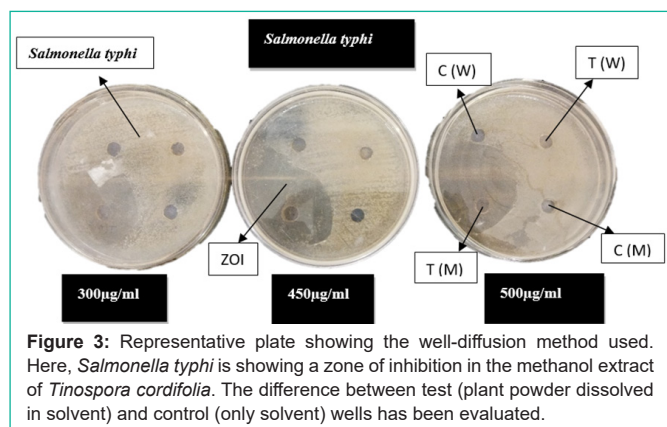 Salmonella typhi
Salmonella typhi
C (W)
T (W)
ZOI
T (M)
C (M)
300µg/ml
450µg/ml
500µg/ml
Figure 3: Representative plate showing the well-diffusion method used.
Here, Salmonella typhi is showing a zone of inhibition in the methanol extract
of Tinospora cordifolia. The difference between test (plant powder dissolved
in solvent) and control (only solvent) wells has been evaluated.